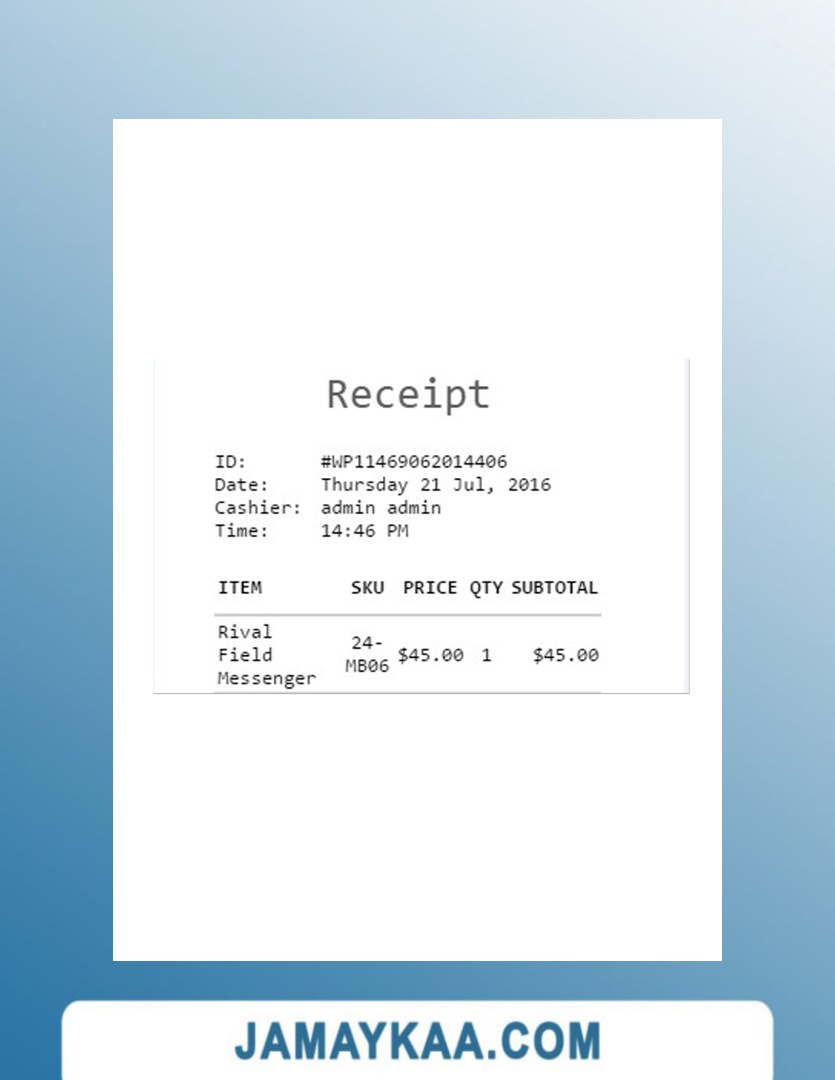 Receipt
ID: #WP11469062014406
Date: Thursday 21 Jul, 2016
Cashier: admin admin
Time: 14:46 PM
ITEM SKU PRICE QTY SUBTOTAL
Rival Field Messenger 24-MB06 $45.00 1 $45.00
JAMAYKAA.COM